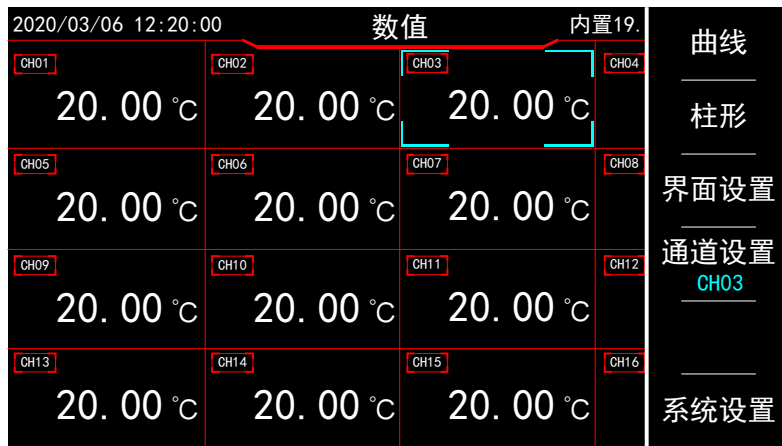 2020/03/06 12:20:00 数值 内置19.
CH01 CH02 CH03 CH04
20.00 ℃ 20.00 ℃ 20.00 ℃
CH05 CH06 CH07 CH08
20.00 ℃ 20.00 ℃ 20.00 ℃
CH09 CH10 CH11 CH12
20.00 ℃ 20.00 ℃ 20.00 ℃
CH13 CH14 CH15 CH16
20.00 ℃ 20.00 ℃ 20.00 ℃
曲线
柱形
界面设置
通道设置
CH03
系统设置